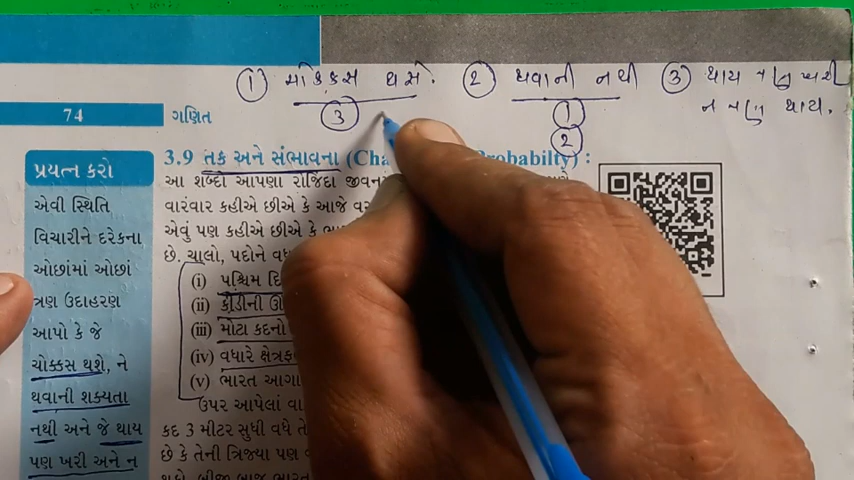 ① ચોક્કસ થશે. ② થવાની નથી ③ થાય પણ ખરી
ન પણ થાય.
③ ①
②
74 ગણિત
પ્રયત્ન કરો
એવી સ્થિતિ
વિચારીને દરેકના
ઓછાંમાં ઓછાં
ત્રણ ઉદાહરણ
આપો કે જે
ચોક્કસ થશે, ને
થવાની શક્યતા
નથી અને જે થાય
પણ ખરી અને ન
3.9 તક અને સંભાવના (Cha Probabilty) :
આ શબ્દો આપણા રોજિંદા
વારંવાર કહીએ છીએ કે આજે
એવું પણ કહીએ છીએ કે
છે. ચાલો, પદોને
(i) પશ્ચિમ
(ii) કીડીની
(iii) મોટા કદનો
(iv) વધારે
(v) ભારત
ઉપર આપેલાં
કદ 3 મીટર સુધી વધે
છે કે તેની ત્રિજ્યા પણ